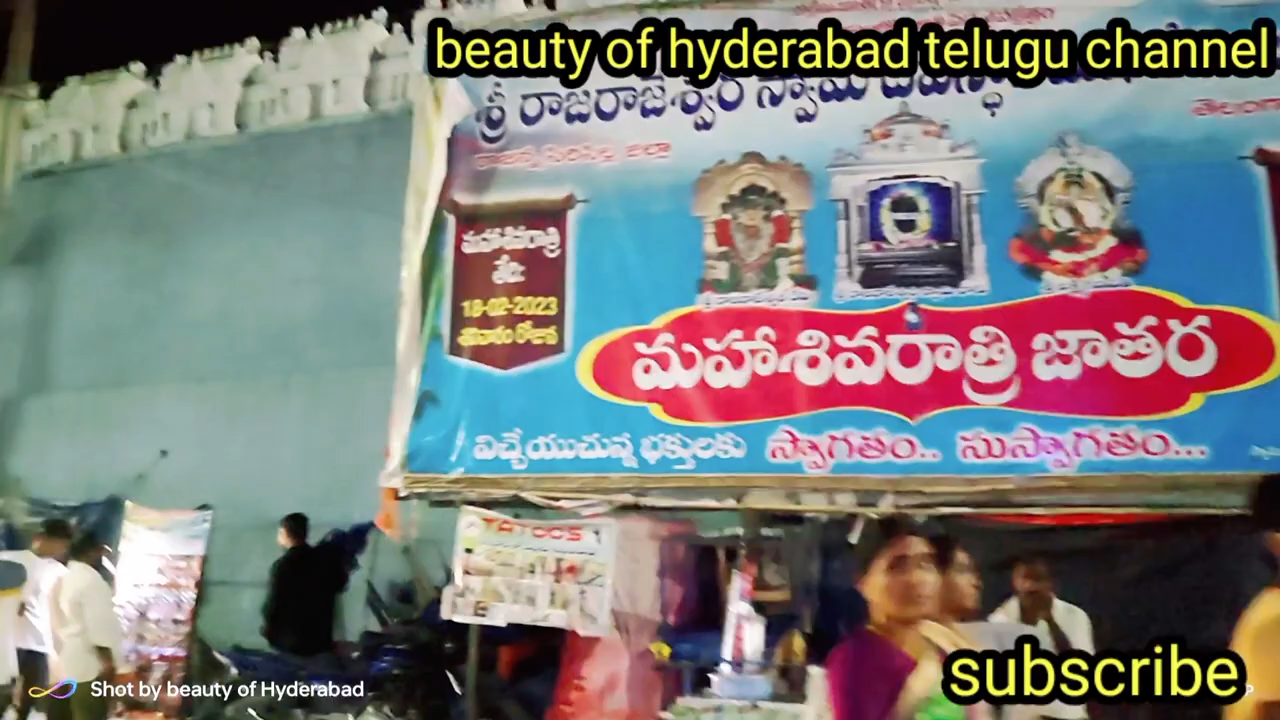 beauty of hyderabad telugu channel
శ్రీ రాజరాజేశ్వర స్వామి
మహాశివరాత్రి
తేది:
18-02-2023
శనివారం రోజున
మహాశివరాత్రి జాతర
విచ్చేయుచున్న భక్తులకు స్వాగతం.. సుస్వాగతం...
TATOOS
subscribe
Shot by beauty of Hyderabad